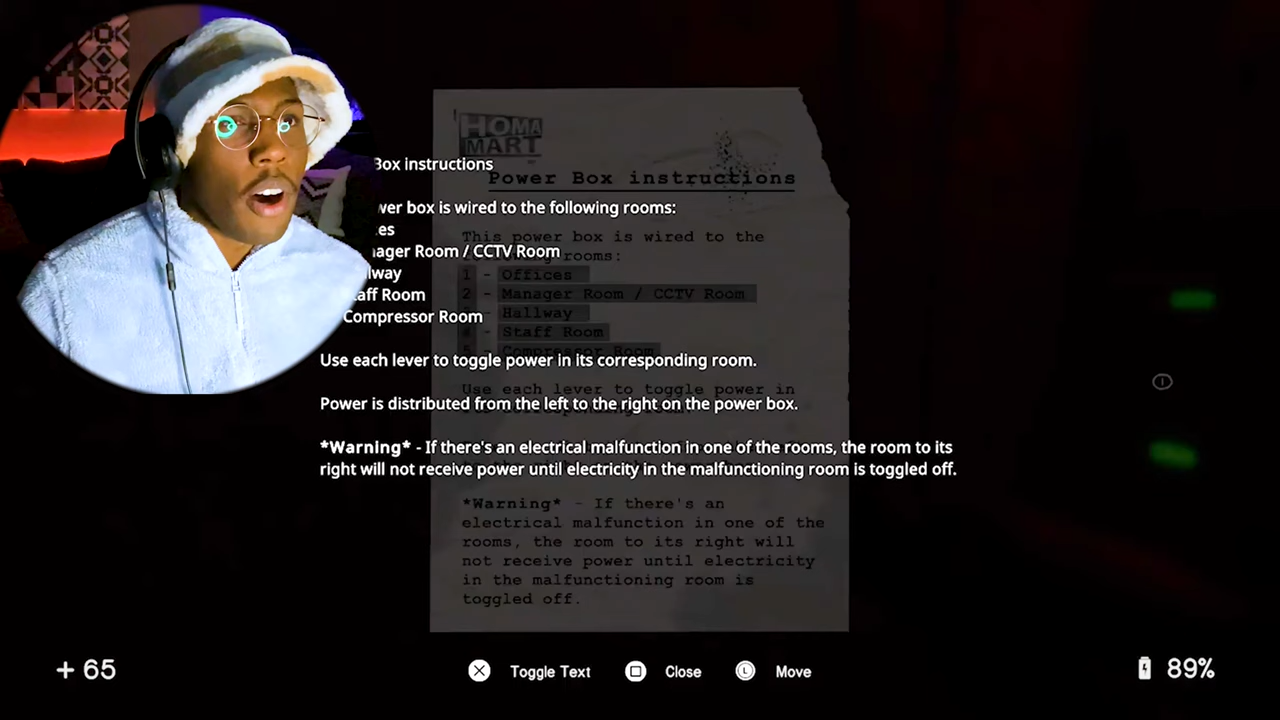 HOMA
MART
Box instructions
Power Box instructions
wer box is wired to the following rooms:
This power box is wired to the
es
rooms:
ager Room / CCTV Room
1 - Offices
lway
2 - Manager Room / CCTV Room
aff Room
Hallway
Compressor Room
Staff Room
Compressor Room
Use each lever to toggle power in its corresponding room.
Use each lever to toggle power in
Power is distributed from the left to the right on the power box.
*Warning* - If there's an electrical malfunction in one of the rooms, the room to its
right will not receive power until electricity in the malfunctioning room is toggled off.
*Warning* - If there's an
electrical malfunction in one of the
rooms, the room to its right will
not receive power until electricity
in the malfunctioning room is
toggled off.
+ 65
Toggle Text
Close
L
Move
89%